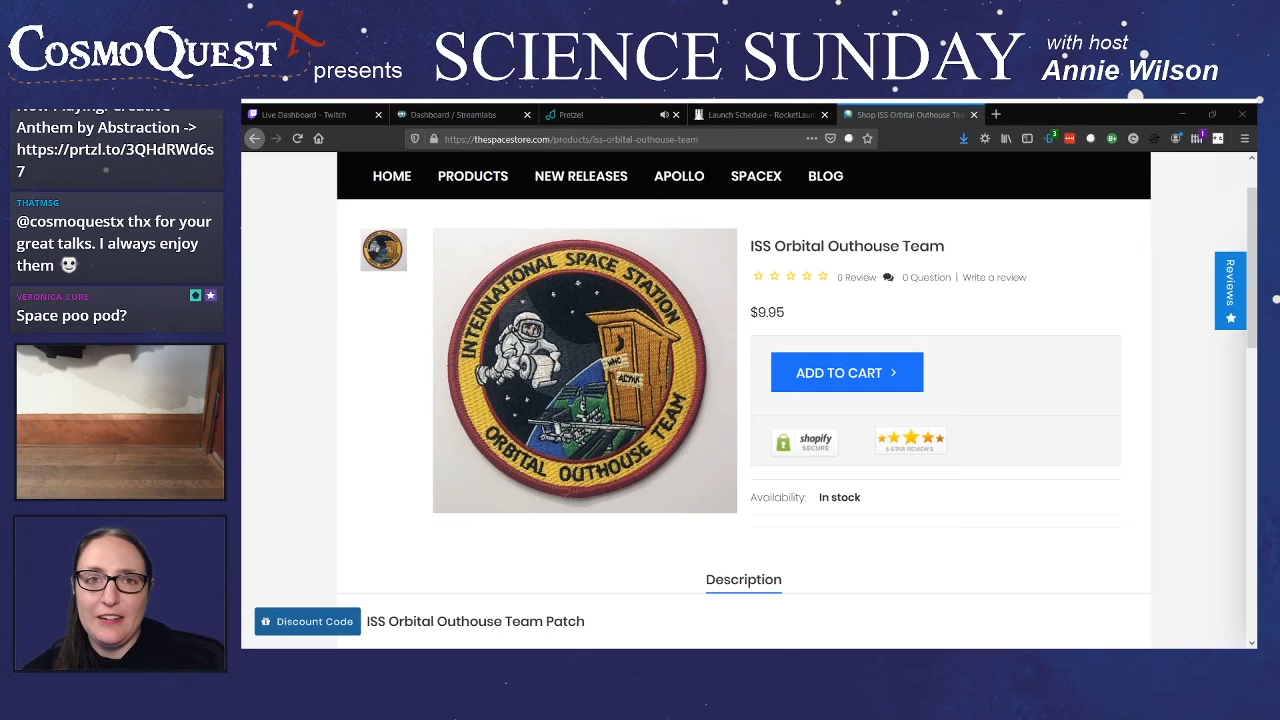 COSMOQUEST X presents
SCIENCE SUNDAY
with host
Annie Wilson
Anthem by Abstraction ->
https://prtzl.to/3QHdRWd6s
7
THATMSG
@cosmoquestx thx for your
great talks. I always enjoy
them
VERONICA CURE
Space poo pod?
Live Dashboard - Twitch
Dashboard / Streamlabs
Pretzel
Launch Schedule - RocketLaun
Shop ISS Orbital Outhouse Tea
https://thespacestore.com/products/iss-orbital-outhouse-team
HOME
PRODUCTS
NEW RELEASES
APOLLO
SPACEX
BLOG
INTERNATIONAL SPACE STATION
ORBITAL OUTHOUSE TEAM
ISS Orbital Outhouse Team
0 Review
0 Question | Write a review
$9.95
ADD TO CART >
shopify
SECURE
5 STAR REVIEWS
Availability: In stock
Reviews
Description
Discount Code
ISS Orbital Outhouse Team Patch